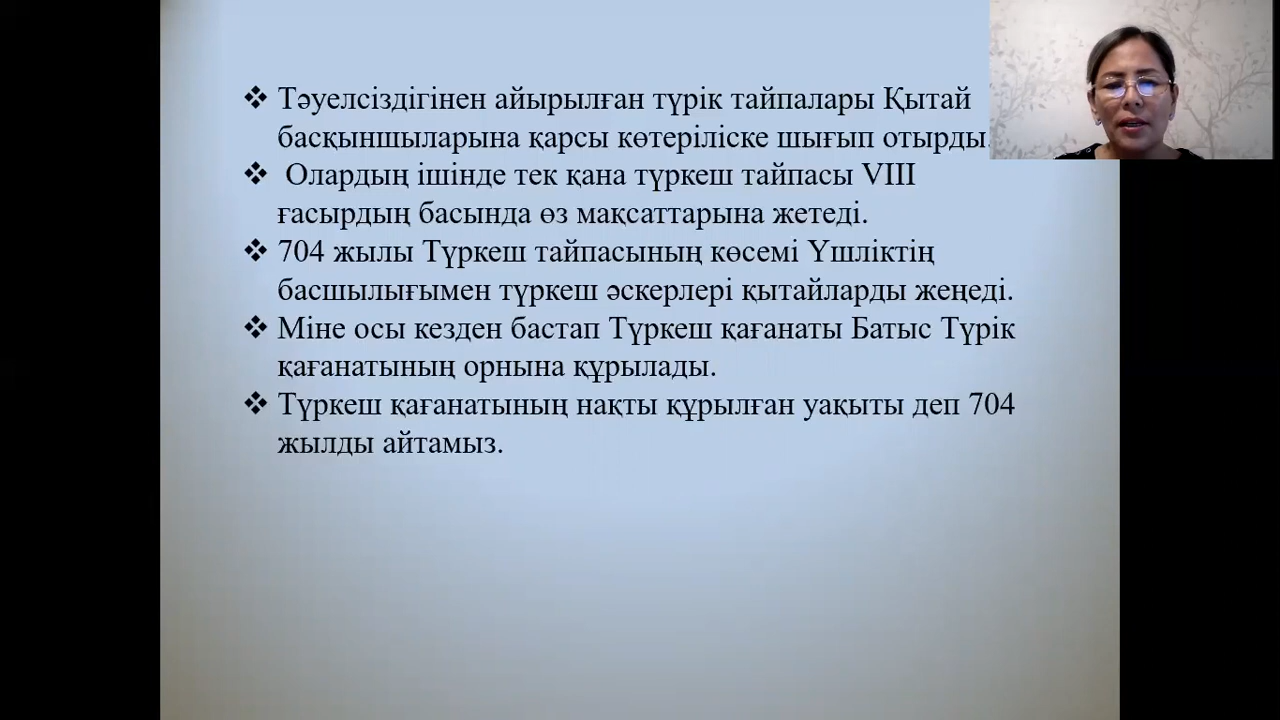 ❖ Тәуелсіздігінен айырылған түрік тайпалары Қытай
басқыншыларына қарсы көтеріліске шығып отырды.
❖ Олардың ішінде тек қана түркеш тайпасы VIII
ғасырдың басында өз мақсаттарына жетеді.
❖ 704 жылы Түркеш тайпасының көсемі Үшліктің
басшылығымен түркеш әскерлері қытайларды жеңеді.
❖ Міне осы кезден бастап Түркеш қағанаты Батыс Түрік
қағанатының орнына құрылады.
❖ Түркеш қағанатының нақты құрылған уақыты деп 704
жылды айтамыз.